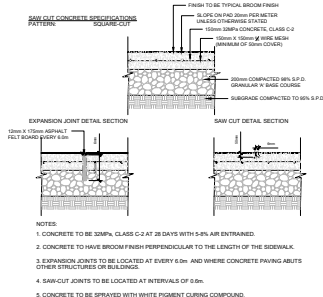 SAW CUT CONCRETE SPECIFICATIONS
PATTERN: SQUARE-CUT
FINISH TO BE TYPICAL BROOM FINISH
SLOPE ON PAD 20mm PER METER
UNLESS OTHERWISE STATED
150mm 32MPA CONCRETE, CLASS C-2
150mm X 150mm WIRE MESH
(MINIMUM OF 50mm COVER)
200mm COMPACTED 98% S.P.D.
GRANULAR 'A' BASE COURSE
SUBGRADE COMPACTED TO 95% S.P.D
EXPANSION JOINT DETAIL SECTION
12mm X 175mm ASPHALT
FELT BOARD EVERY 6.0m
SAW CUT DETAIL SECTION
NOTES:
1. CONCRETE TO BE 32MPa, CLASS C-2 AT 28 DAYS WITH 5-8% AIR ENTRAINED.
2. CONCRETE TO HAVE BROOM FINISH PERPENDICULAR TO THE LENGTH OF THE SIDEWALK.
3. EXPANSION JOINTS TO BE LOCATED AT EVERY 6.0m AND WHERE CONCRETE PAVING ABUTS
OTHER STRUCTURES OR BUILDINGS.
4. SAW-CUT JOINTS TO BE LOCATED AT INTERVALS OF 0.6m.
5. CONCRETE TO BE SPRAYED WITH WHITE PIGMENT CURING COMPOUND.